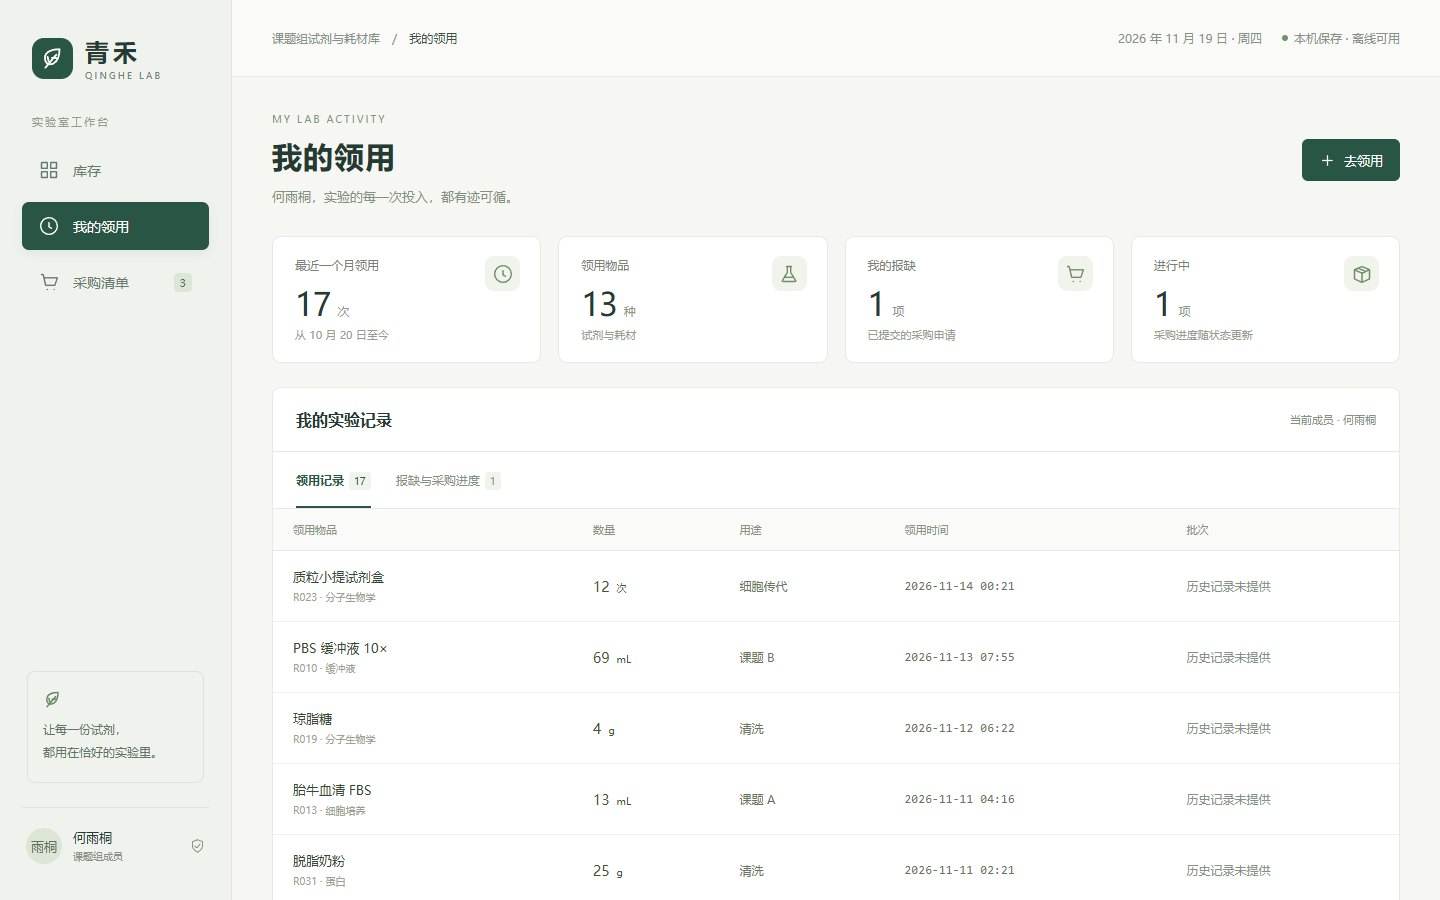 青禾
QINGHE LAB
实验室工作台
库存
我的领用
采购清单 3
让每一份试剂，
都用在恰好的实验里。
雨桐 何雨桐
课题组成员
课题组试剂与耗材库 / 我的领用
2026 年 11 月 19 日 · 周四 本机保存 · 离线可用
MY LAB ACTIVITY
我的领用
何雨桐，实验的每一次投入，都有迹可循。
去领用
最近一个月领用
17 次
从 10 月 20 日至今
领用物品
13 种
试剂与耗材
我的报缺
1 项
已提交的采购申请
进行中
1 项
采购进度随状态更新
我的实验记录 当前成员 · 何雨桐
领用记录 17 报缺与采购进度 1
领用物品 数量 用途 领用时间 批次
质粒小提试剂盒
R023 · 分子生物学
12 次 细胞传代 2026-11-14 00:21 历史记录未提供
PBS 缓冲液 10×
R010 · 缓冲液
69 mL 课题 B 2026-11-13 07:55 历史记录未提供
琼脂糖
R019 · 分子生物学
4 g 清洗 2026-11-12 06:22 历史记录未提供
胎牛血清 FBS
R013 · 细胞培养
13 mL 课题 A 2026-11-11 04:16 历史记录未提供
脱脂奶粉
R031 · 蛋白
25 g 清洗 2026-11-11 02:21 历史记录未提供